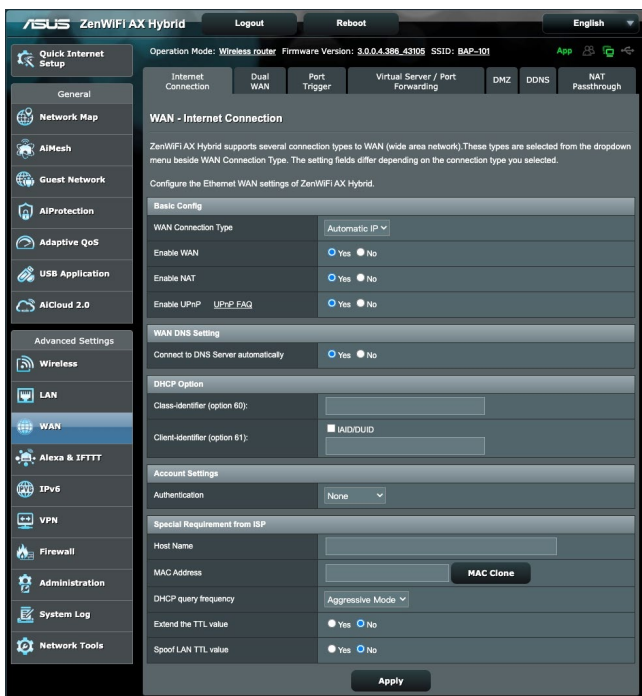 ASUS ZenWiFi AX Hybrid Logout Reboot English
Quick Internet Setup
Operation Mode: Wireless router Firmware Version: 3.0.0.4.386_43105 SSID: BAP-101 App
Internet Connection Dual WAN Port Trigger Virtual Server / Port Forwarding DMZ DDNS NAT Passthrough
General
Network Map
AiMesh
Guest Network
AiProtection
Adaptive QoS
USB Application
AiCloud 2.0
Advanced Settings
Wireless
LAN
WAN
Alexa & IFTTT
IPv6
VPN
Firewall
Administration
System Log
Network Tools
WAN - Internet Connection
ZenWiFi AX Hybrid supports several connection types to WAN (wide area network).These types are selected from the dropdown
menu beside WAN Connection Type. The setting fields differ depending on the connection type you selected.
Configure the Ethernet WAN settings of ZenWiFi AX Hybrid.
Basic Config
WAN Connection Type Automatic IP
Enable WAN Yes No
Enable NAT Yes No
Enable UPnP UPnP FAQ Yes No
WAN DNS Setting
Connect to DNS Server automatically Yes No
DHCP Option
Class-identifier (option 60):
Client-identifier (option 61): IAID/DUID
Account Settings
Authentication None
Special Requirement from ISP
Host Name
MAC Address MAC Clone
DHCP query frequency Aggressive Mode
Extend the TTL value Yes No
Spoof LAN TTL value Yes No
Apply